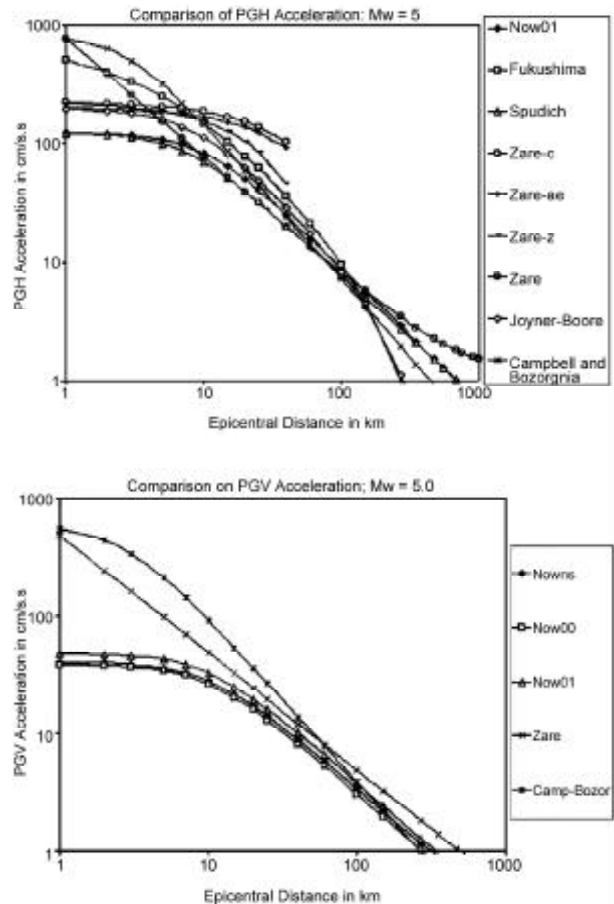 Comparison of PGH Acceleration: Mw = 5
1000
100
10
1
PGH Acceleration in cm/s.s
1
10
100
1000
Epicentral Distance in km
Now01
Fukushima
Spudich
Zare-c
Zare-ae
Zare-z
Zare
Joyner-Boore
Campbell and
Bozorgnia
Comparison on PGV Acceleration; Mw = 5.0
1000
100
10
1
PGV Acceleration in cm/s.s
1
10
100
1000
Epicentral Distance in km
Nowns
Now00
Now01
Zare
Camp-Bozor